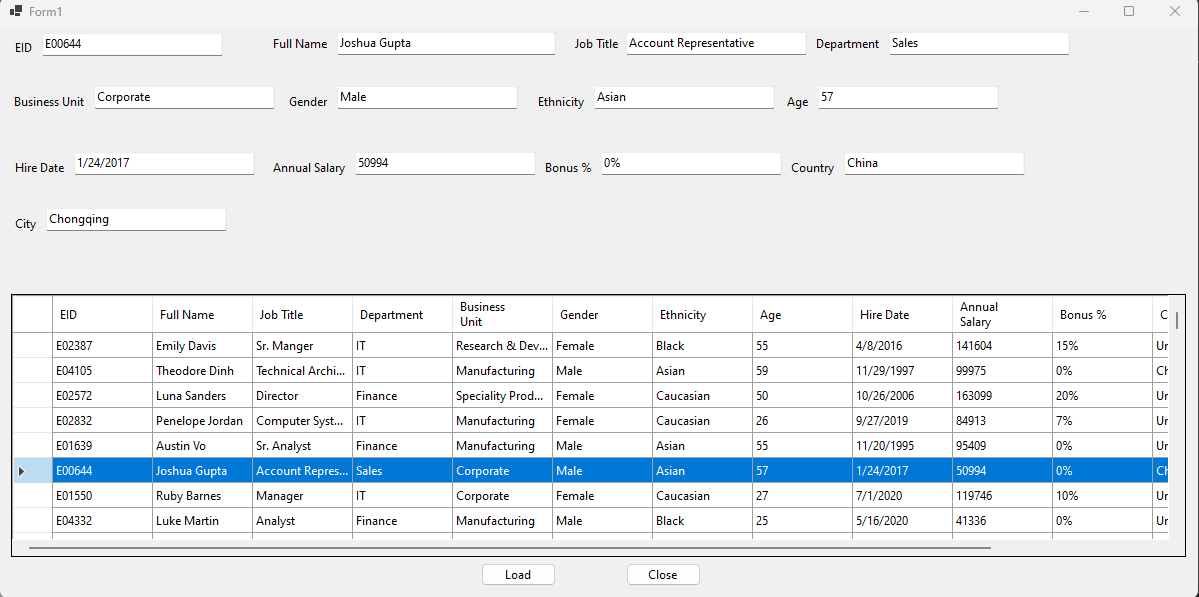 Form1
EID E00644 Full Name Joshua Gupta Job Title Account Representative Department Sales
Business Unit Corporate Gender Male Ethnicity Asian Age 57
Hire Date 1/24/2017 Annual Salary 50994 Bonus % 0% Country China
City Chongqing
EID Full Name Job Title Department Business Unit Gender Ethnicity Age Hire Date Annual Salary Bonus % C
E02387 Emily Davis Sr. Manger IT Research & Dev... Female Black 55 4/8/2016 141604 15% Ur
E04105 Theodore Dinh Technical Archi... IT Manufacturing Male Asian 59 11/29/1997 99975 0% Ch
E02572 Luna Sanders Director Finance Speciality Prod... Female Caucasian 50 10/26/2006 163099 20% Ur
E02832 Penelope Jordan Computer Syst... IT Manufacturing Female Caucasian 26 9/27/2019 84913 7% Ur
E01639 Austin Vo Sr. Analyst Finance Manufacturing Male Asian 55 11/20/1995 95409 0% Ur
E00644 Joshua Gupta Account Repres... Sales Corporate Male Asian 57 1/24/2017 50994 0% Ch
E01550 Ruby Barnes Manager IT Corporate Female Caucasian 27 7/1/2020 119746 10% Ur
E04332 Luke Martin Analyst Finance Manufacturing Male Black 25 5/16/2020 41336 0% Ur
Load Close